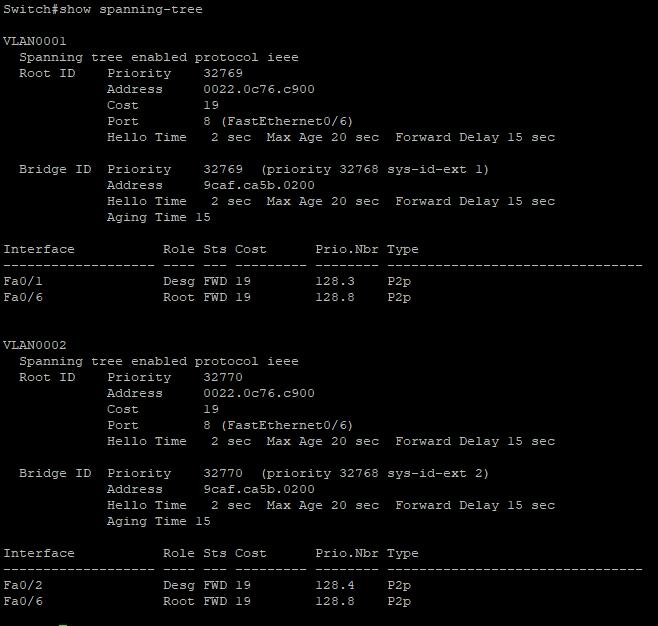 Switch#show spanning-tree

VLAN0001
  Spanning tree enabled protocol ieee
  Root ID    Priority    32769
             Address     0022.0c76.c900
             Cost        19
             Port        8 (FastEthernet0/6)
             Hello Time   2 sec  Max Age 20 sec  Forward Delay 15 sec

  Bridge ID  Priority    32769  (priority 32768 sys-id-ext 1)
             Address     9caf.ca5b.0200
             Hello Time   2 sec  Max Age 20 sec  Forward Delay 15 sec
             Aging Time 15

Interface           Role Sts Cost      Prio.Nbr Type
------------------- ---- --- --------- -------- --------------------------------
Fa0/1               Desg FWD 19        128.3    P2p
Fa0/6               Root FWD 19        128.8    P2p

VLAN0002
  Spanning tree enabled protocol ieee
  Root ID    Priority    32770
             Address     0022.0c76.c900
             Cost        19
             Port        8 (FastEthernet0/6)
             Hello Time   2 sec  Max Age 20 sec  Forward Delay 15 sec

  Bridge ID  Priority    32770  (priority 32768 sys-id-ext 2)
             Address     9caf.ca5b.0200
             Hello Time   2 sec  Max Age 20 sec  Forward Delay 15 sec
             Aging Time 15

Interface           Role Sts Cost      Prio.Nbr Type
------------------- ---- --- --------- -------- --------------------------------
Fa0/2               Desg FWD 19        128.4    P2p
Fa0/6               Root FWD 19        128.8    P2p